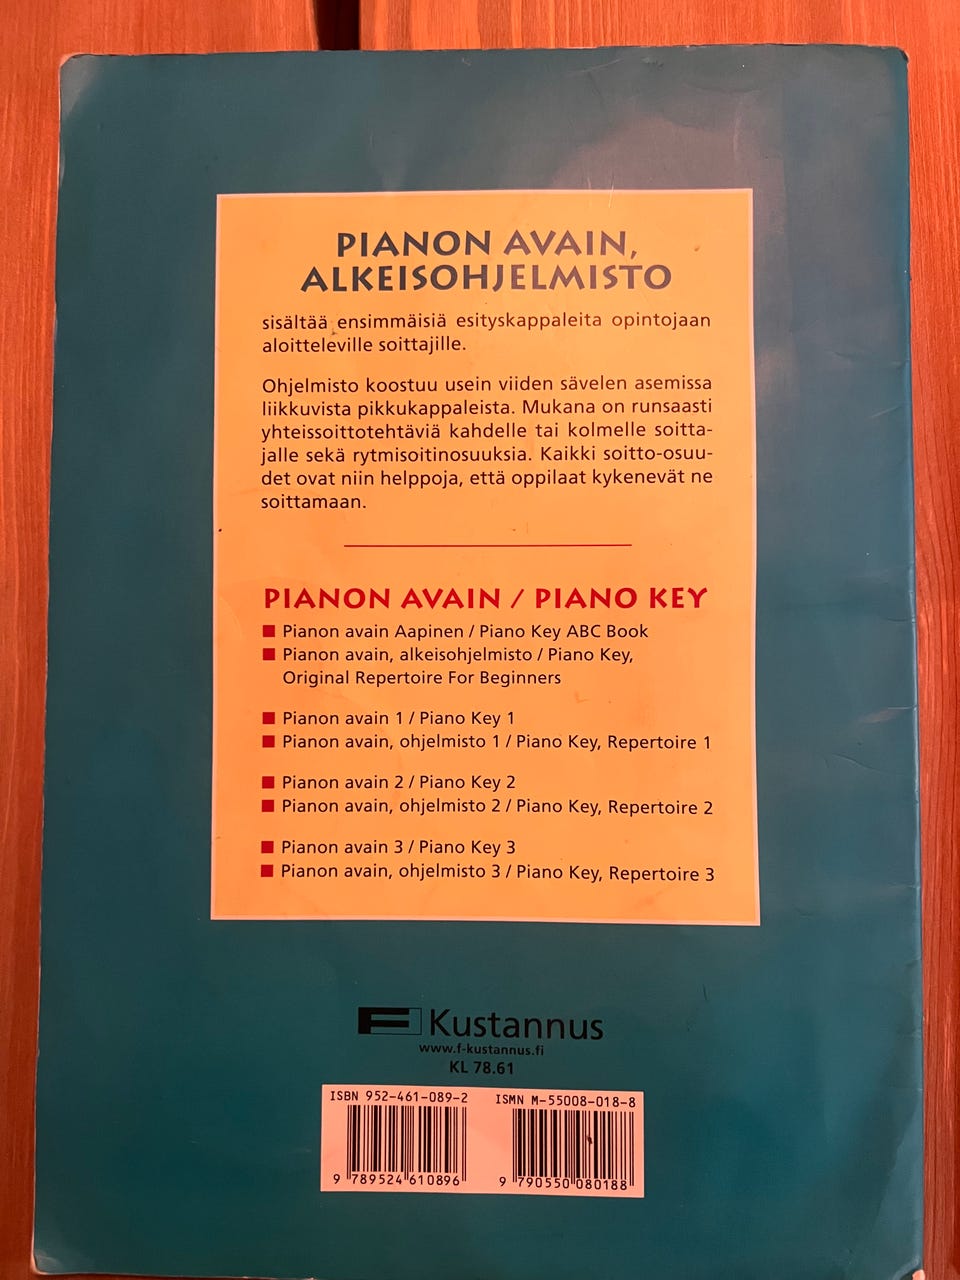 PIANON AVAIN,
ALKEISOHJELMISTO
sisältää ensimmäisiä esityskappaleita opintojaan
aloitteleville soittajille.
Ohjelmisto koostuu usein viiden sävelen asemissa
liikkuvista pikkukappaleista. Mukana on runsaasti
yhteissoittotehtäviä kahdelle tai kolmelle soitta-
jalle sekä rytmisoitinosuuksia. Kaikki soitto-osuu-
det ovat niin helppoja, että oppilaat kykenevät ne
soittamaan.
PIANON AVAIN / PIANO KEY
■ Pianon avain Aapinen / Piano Key ABC Book
■ Pianon avain, alkeisohjelmisto / Piano Key,
Original Repertoire For Beginners
■ Pianon avain 1 / Piano Key 1
■ Pianon avain, ohjelmisto 1 / Piano Key, Repertoire 1
■ Pianon avain 2 / Piano Key 2
■ Pianon avain, ohjelmisto 2 / Piano Key, Repertoire 2
■ Pianon avain 3 / Piano Key 3
■ Pianon avain, ohjelmisto 3 / Piano Key, Repertoire 3
F Kustannus
www.f-kustannus.fi
KL 78.61
ISBN 952-461-089-2 ISMN M-55008-018-8
9 789524 610896 9 790550 080188